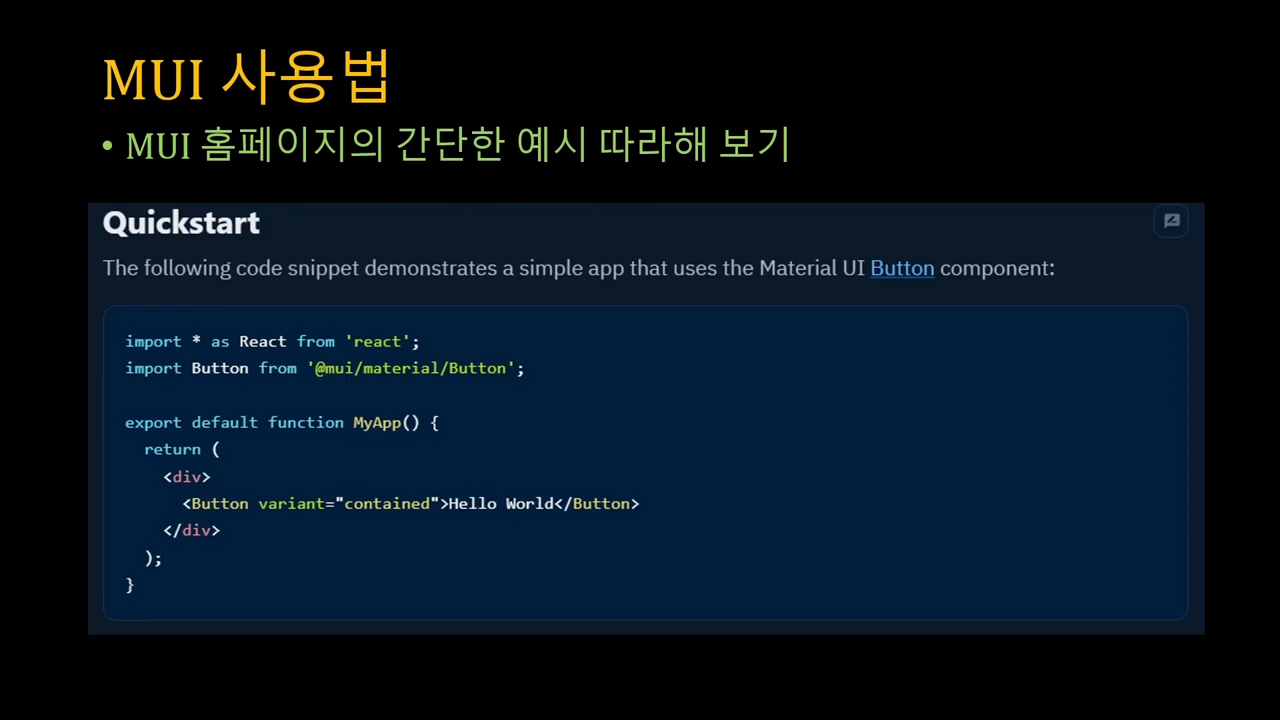 MUI 사용법
• MUI 홈페이지의 간단한 예시 따라해 보기
Quickstart
The following code snippet demonstrates a simple app that uses the Material UI Button component:
import * as React from 'react';
import Button from '@mui/material/Button';
export default function MyApp() {
  return (
    <div>
      <Button variant="contained">Hello World</Button>
    </div>
  );
}